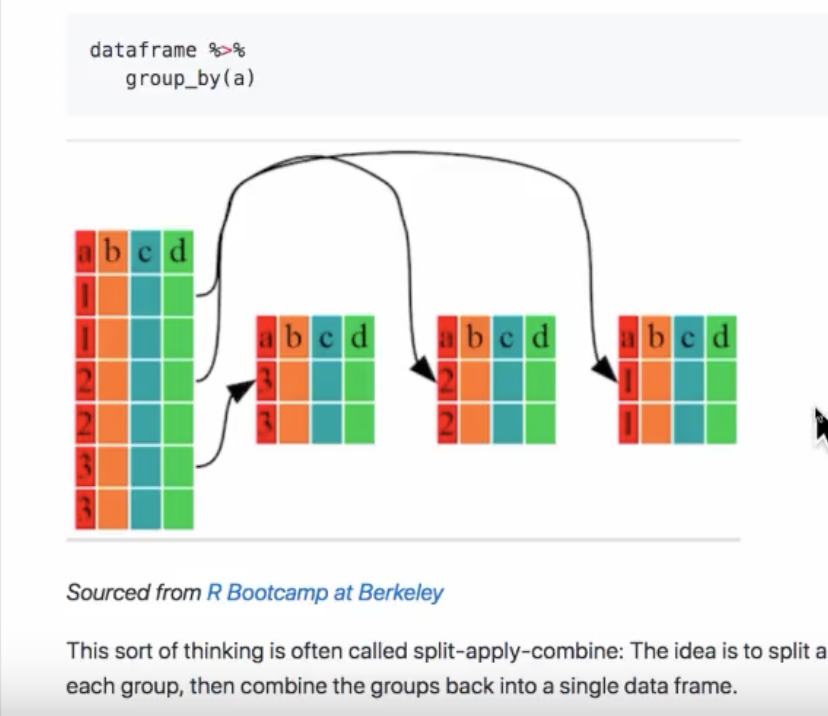 dataframe %>%
group_by(a)
a b c d
1
1
2
2
3
3
a b c d
3
3
a b c d
2
2
a b c d
1
1
Sourced from R Bootcamp at Berkeley
This sort of thinking is often called split-apply-combine: The idea is to split a
each group, then combine the groups back into a single data frame.